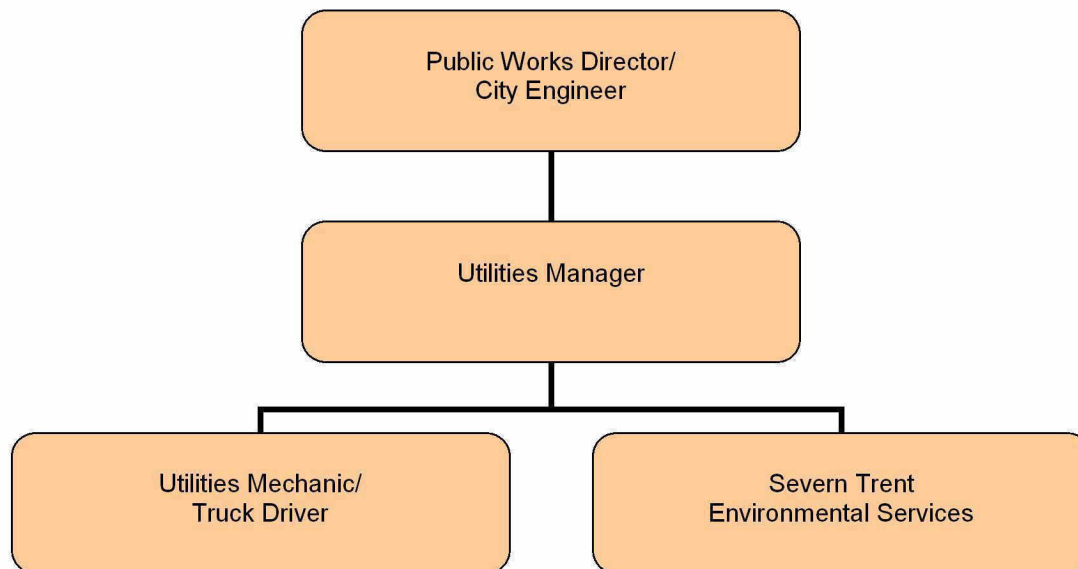 Public Works Director/
City Engineer
Utilities Manager
Utilities Mechanic/
Truck Driver
Severn Trent
Environmental Services